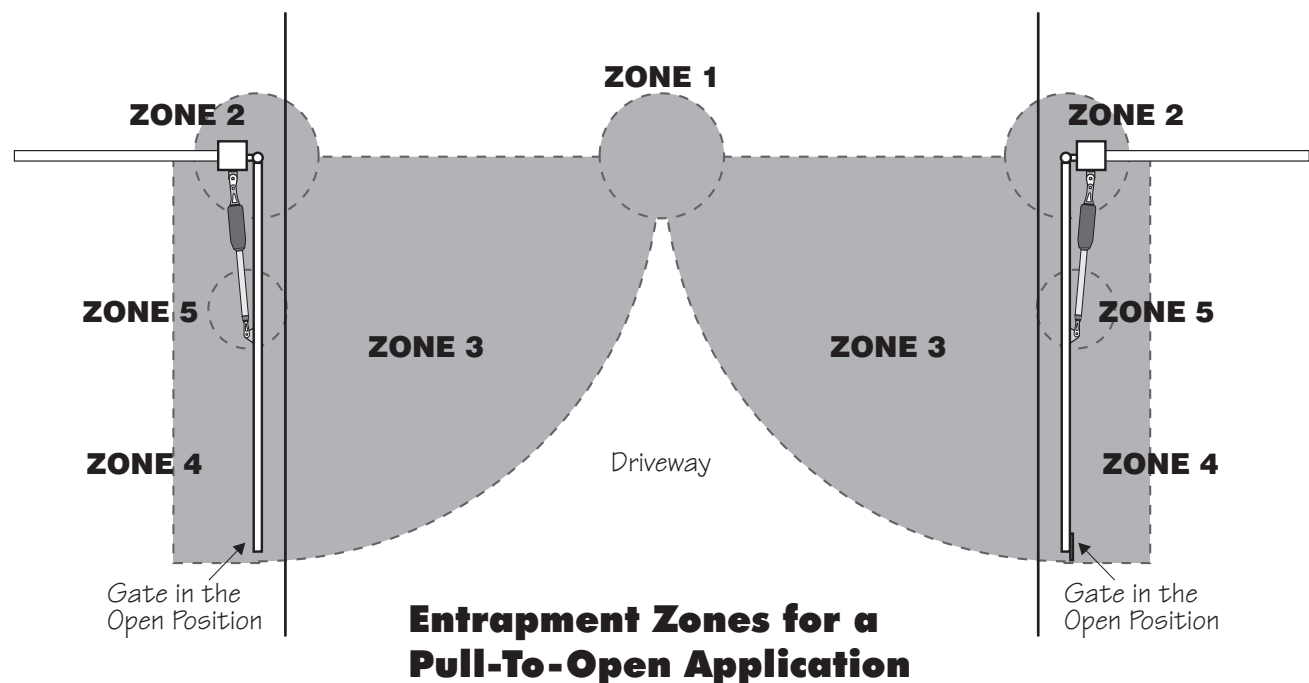 ZONE 1
ZONE 2
ZONE 2
ZONE 5
ZONE 5
ZONE 3
ZONE 3
ZONE 4
Driveway
ZONE 4
Gate in the
Open Position
Gate in the
Open Position
Entrapment Zones for a
Pull-To-Open Application